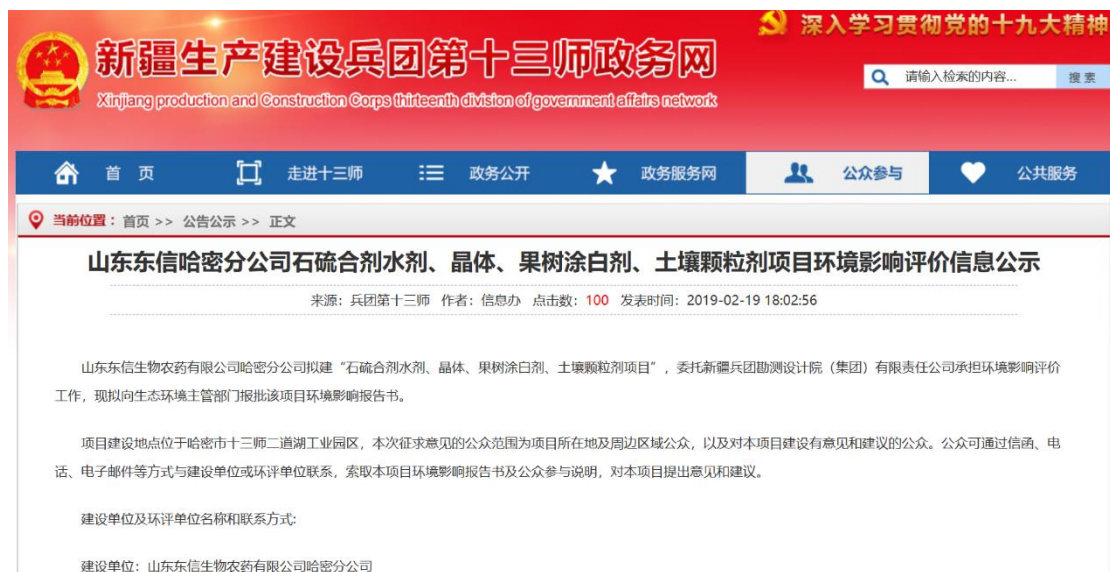 深入学习贯彻党的十九大精神
新疆生产建设兵团第十三师政务网
Xinjiang production and Construction Corps thirteenth division of government affairs network
请输入检索的内容...
搜 索
首 页
走进十三师
政务公开
政务服务网
公众参与
公共服务
当前位置：首页 >> 公告公示 >> 正文
山东东信哈密分公司石硫合剂水剂、晶体、果树涂白剂、土壤颗粒剂项目环境影响评价信息公示
来源：兵团第十三师 作者：信息办 点击数：100 发表时间：2019-02-19 18:02:56
山东东信生物农药有限公司哈密分公司拟建“石硫合剂水剂、晶体、果树涂白剂、土壤颗粒剂项目”，委托新疆兵团勘测设计院（集团）有限责任公司承担环境影响评价
工作，现拟向生态环境主管部门报批该项目环境影响报告书。
项目建设地点位于哈密市十三师二道湖工业园区，本次征求意见的公众范围为项目所在地及周边区域公众，以及对本项目建设有意见和建议的公众。公众可通过信函、电
话、电子邮件等方式与建设单位或环评单位联系，索取本项目环境影响报告书及公众参与说明，对本项目提出意见和建议。
建设单位及环评单位名称和联系方式:
建设单位：山东东信生物农药有限公司哈密分公司